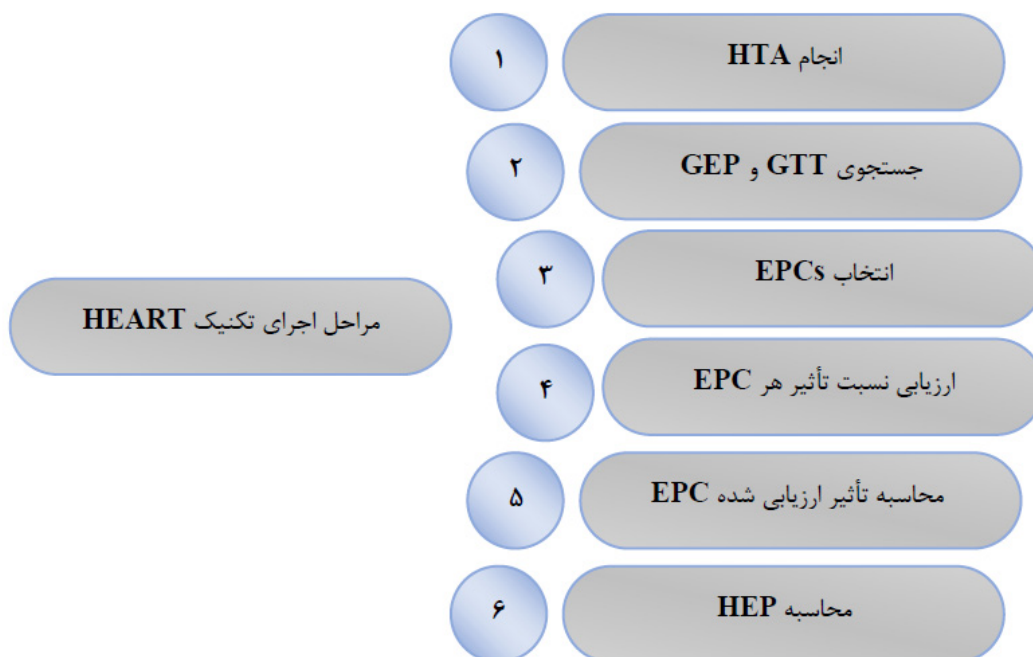 مراحل اجرای تکنیک HEART
۱
انجام HTA
۲
جستجوی GTT و GEP
۳
انتخاب EPCs
۴
ارزیابی نسبت تأثیر هر EPC
۵
محاسبه تأثیر ارزیابی شده EPC
۶
محاسبه HEP